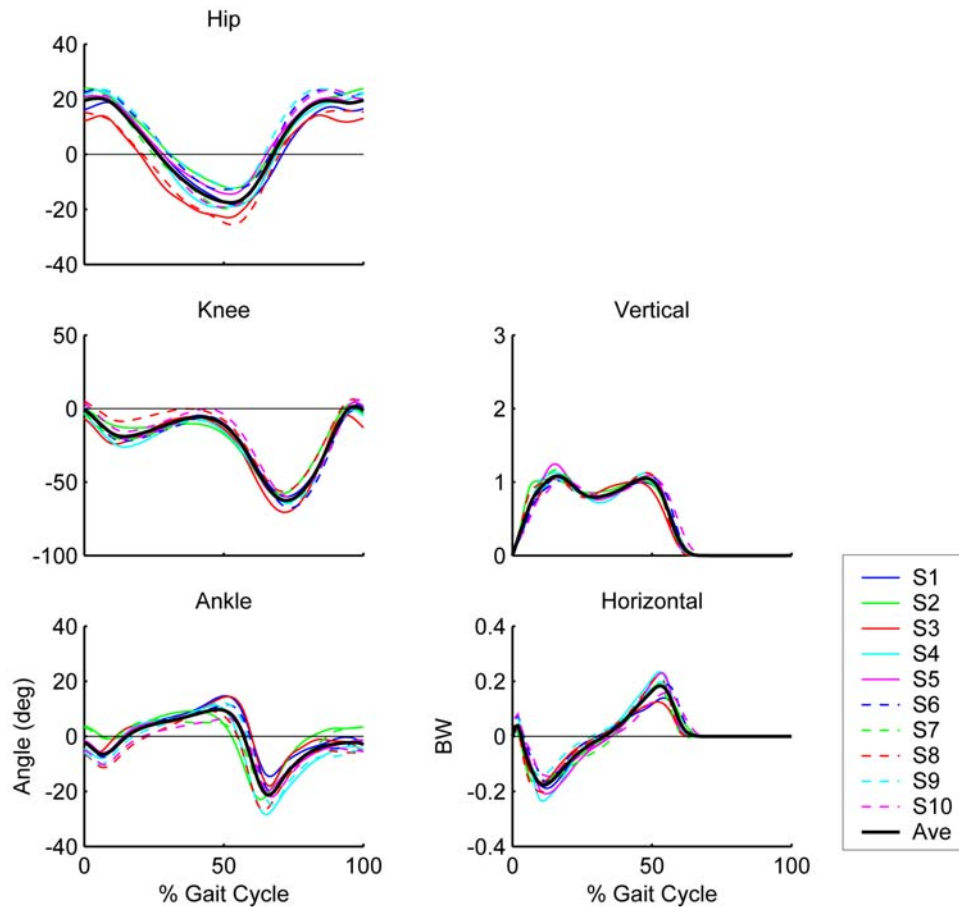 Hip
40
20
0
-20
-40
Knee
50
0
-50
-100
Vertical
3
2
1
0
Ankle
40
20
0
-20
-40
0 50 100
Angle (deg)
% Gait Cycle
Horizontal
0.4
0.2
0
-0.2
-0.4
0 50 100
BW
% Gait Cycle
S1
S2
S3
S4
S5
S6
S7
S8
S9
S10
Ave